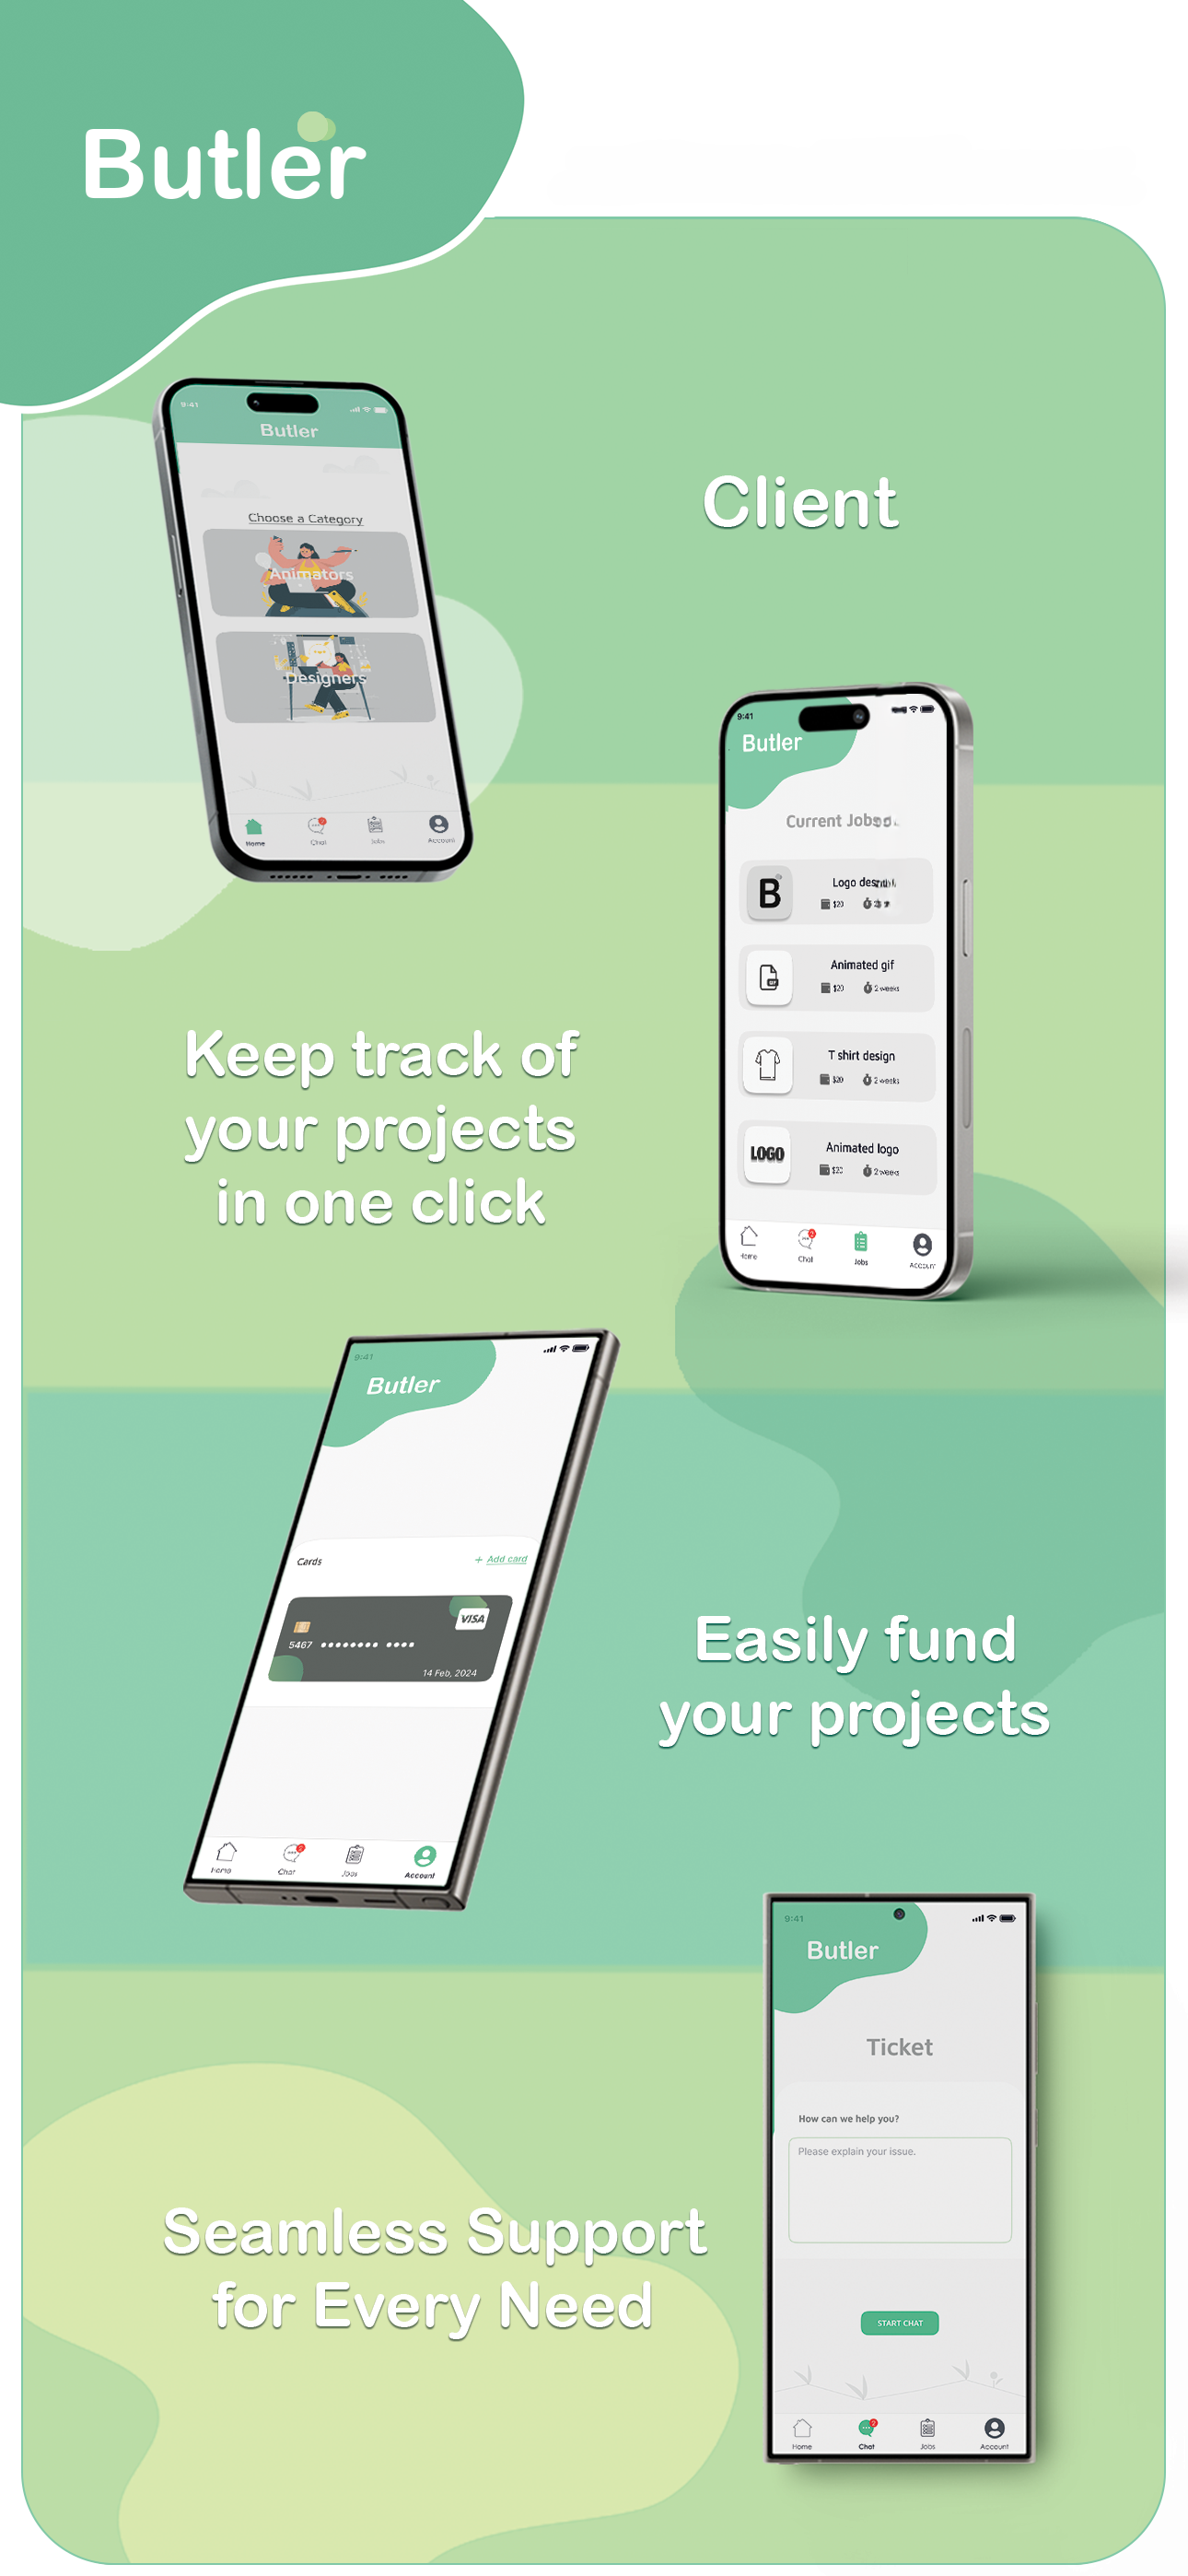 Butler
9:41
Butler
Choose a Category
Animators
Designers
Home
Chat
Jobs
Account
Client
9:41
Butler
Current Jobs
B
Logo
$20
Animated gif
$20
2 weeks
T shirt design
$20
2 weeks
LOGO
Animated logo
$20
2 weeks
Home
Chat
Jobs
Account
Keep track of
your projects
in one click
9:41
Butler
Cards
+ Add card
VISA
5467
14 Feb, 2024
Home
Chat
2
Jobs
Account
Easily fund
your projects
9:41
Butler
Ticket
How can we help you?
Please explain your issue.
START CHAT
Home
Chat
2
Jobs
Account
Seamless Support
for Every Need